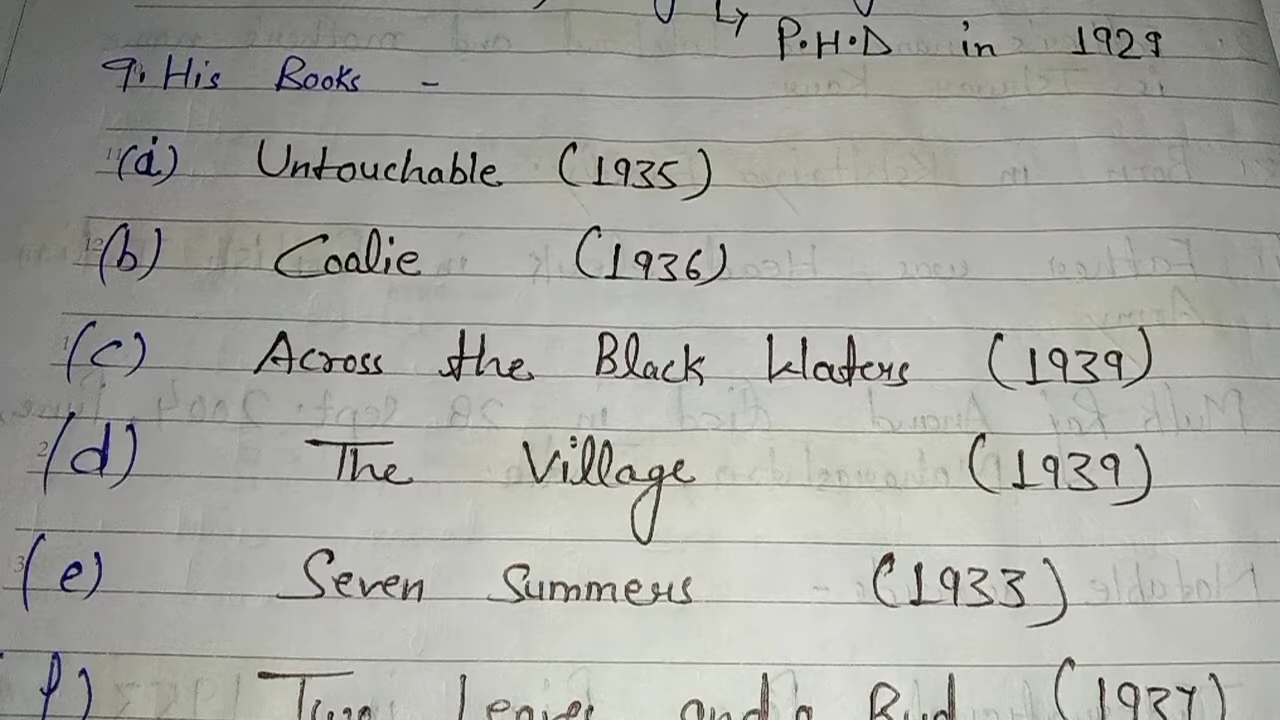 P.H.D in 1929
9. His Books -
(a) Untouchable (1935)
(b) Coalie (1936)
(c) Across the Black Waters (1939)
(d) The Village (1939)
(e) Seven Summers (1933)
f) Two Leaves and a Bud (1937)